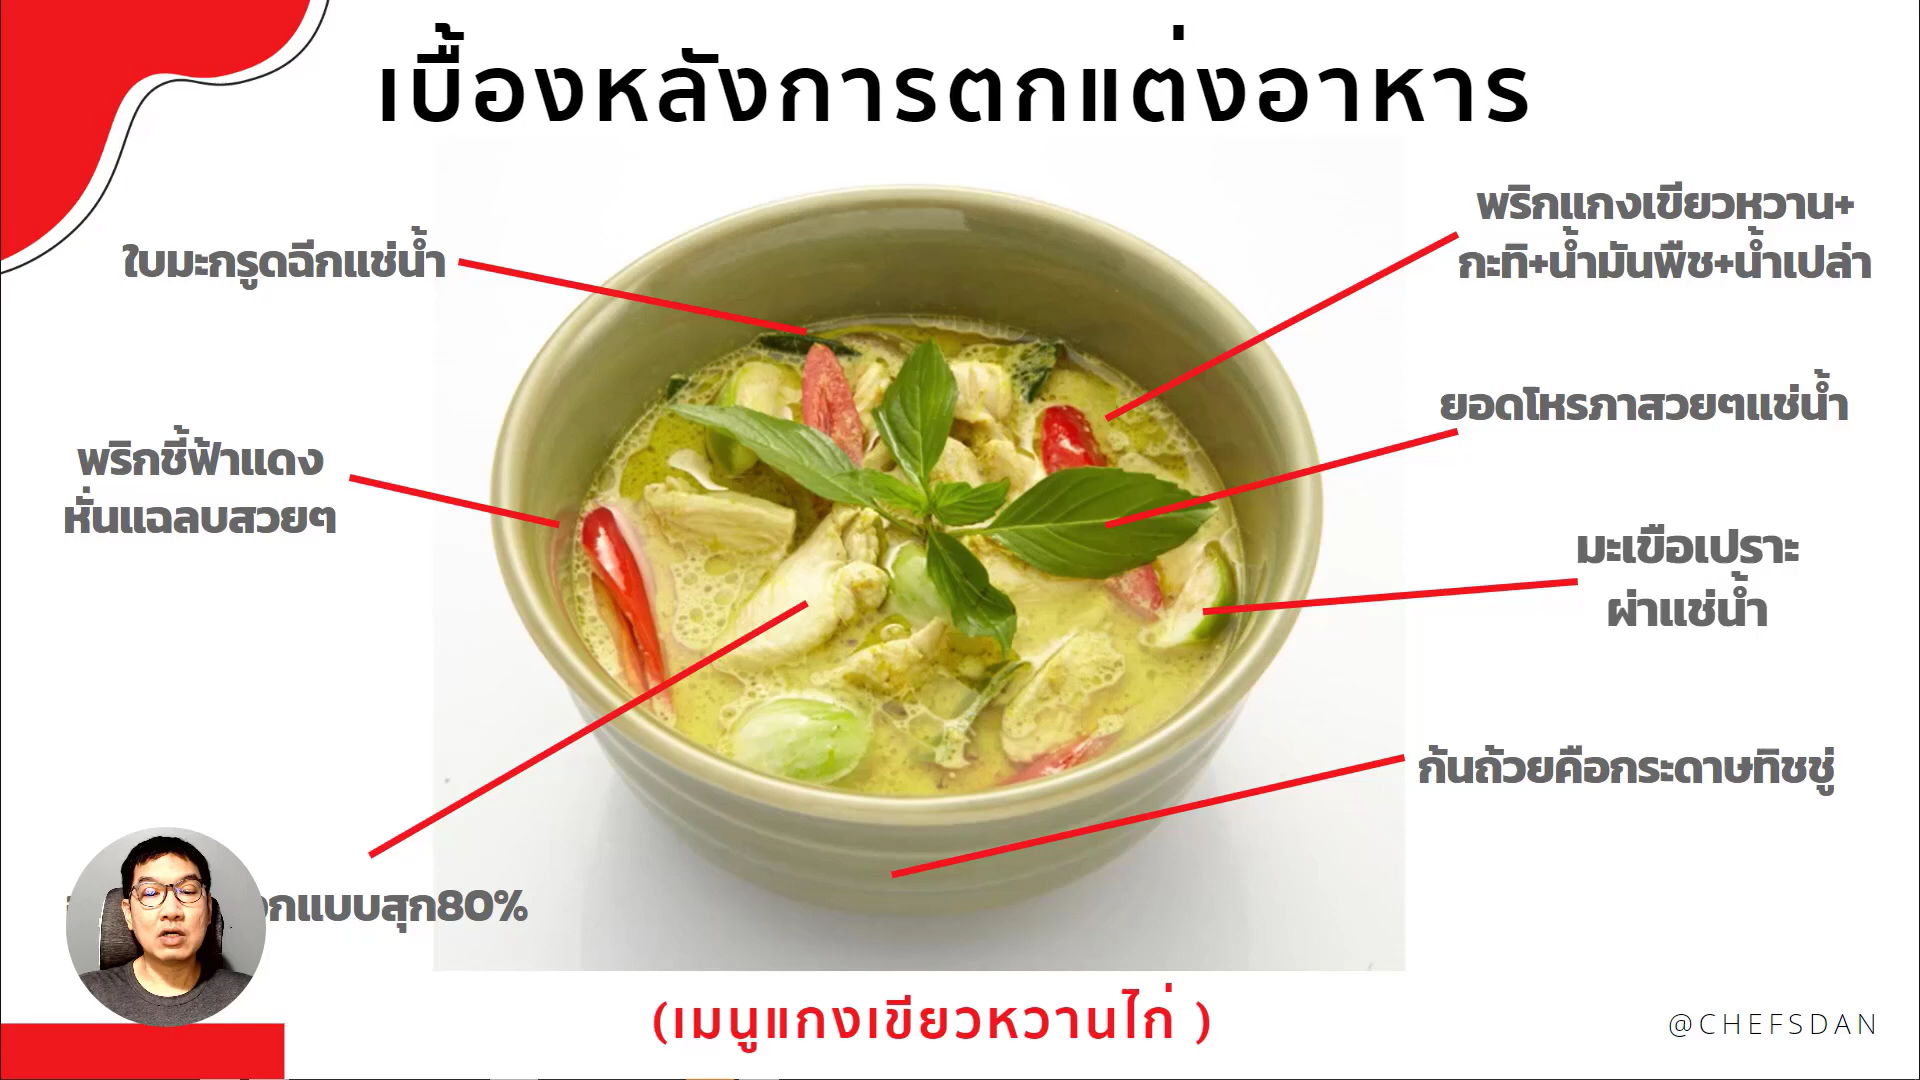 เบื้องหลังการตกแต่งอาหาร
ใบมะกรูดฉีกแช่น้ำ
พริกแกงเขียวหวาน+
กะทิ+น้ำมันพืช+น้ำเปล่า
ยอดโหรภาสวยๆแช่น้ำ
พริกชี้ฟ้าแดง
หั่นแฉลบสวยๆ
มะเขือเปราะ
ผ่าแช่น้ำ
ก้นถ้วยคือกระดาษทิชชู่
แบบสุก80%
(เมนูแกงเขียวหวานไก่ )
@CHEFSDAN